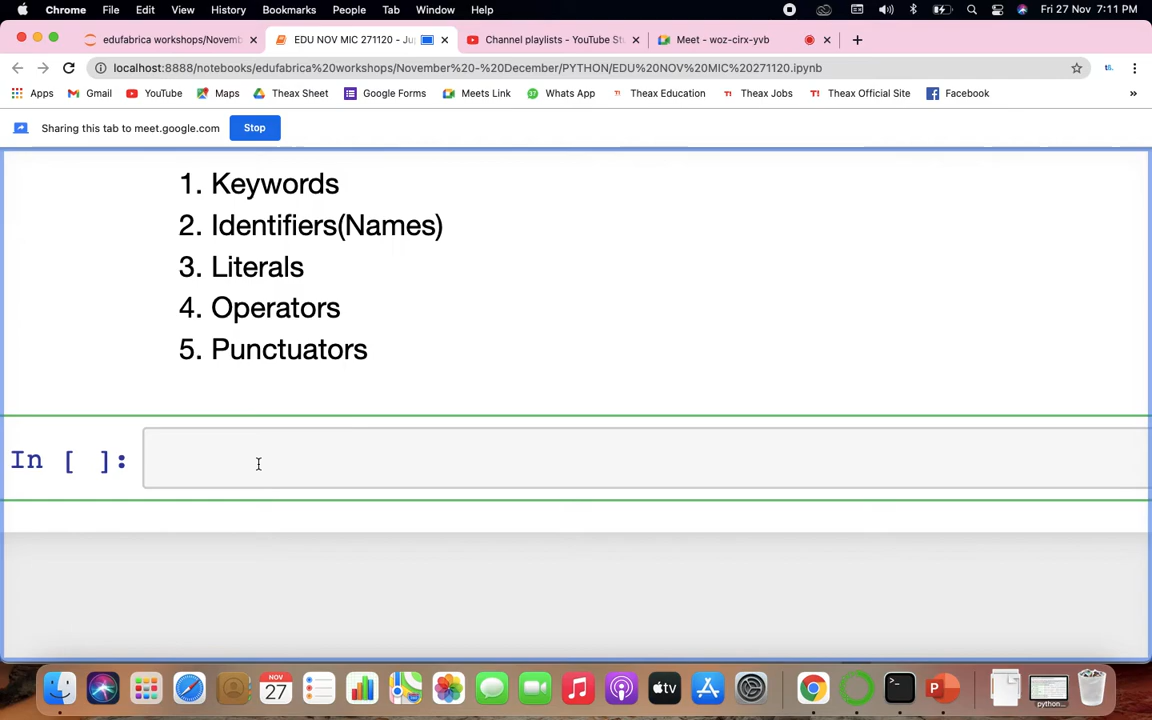 Chrome File Edit View History Bookmarks People Tab Window Help Fri 27 Nov 7:11 PM
edufabrica workshops/Novemb EDU NOV MIC 271120 - Ju Channel playlists - YouTube St Meet - woz-cirx-yvb
localhost:8888/notebooks/edufabrica%20workshops/November%20-%20December/PYTHON/EDU%20NOV%20MIC%20271120.ipynb
Apps Gmail YouTube Maps Theax Sheet Google Forms Meets Link Whats App Theax Education Theax Jobs Theax Official Site Facebook »
Sharing this tab to meet.google.com Stop
1. Keywords
2. Identifiers(Names)
3. Literals
4. Operators
5. Punctuators
In [ ]:
NOV
27
tv
python...